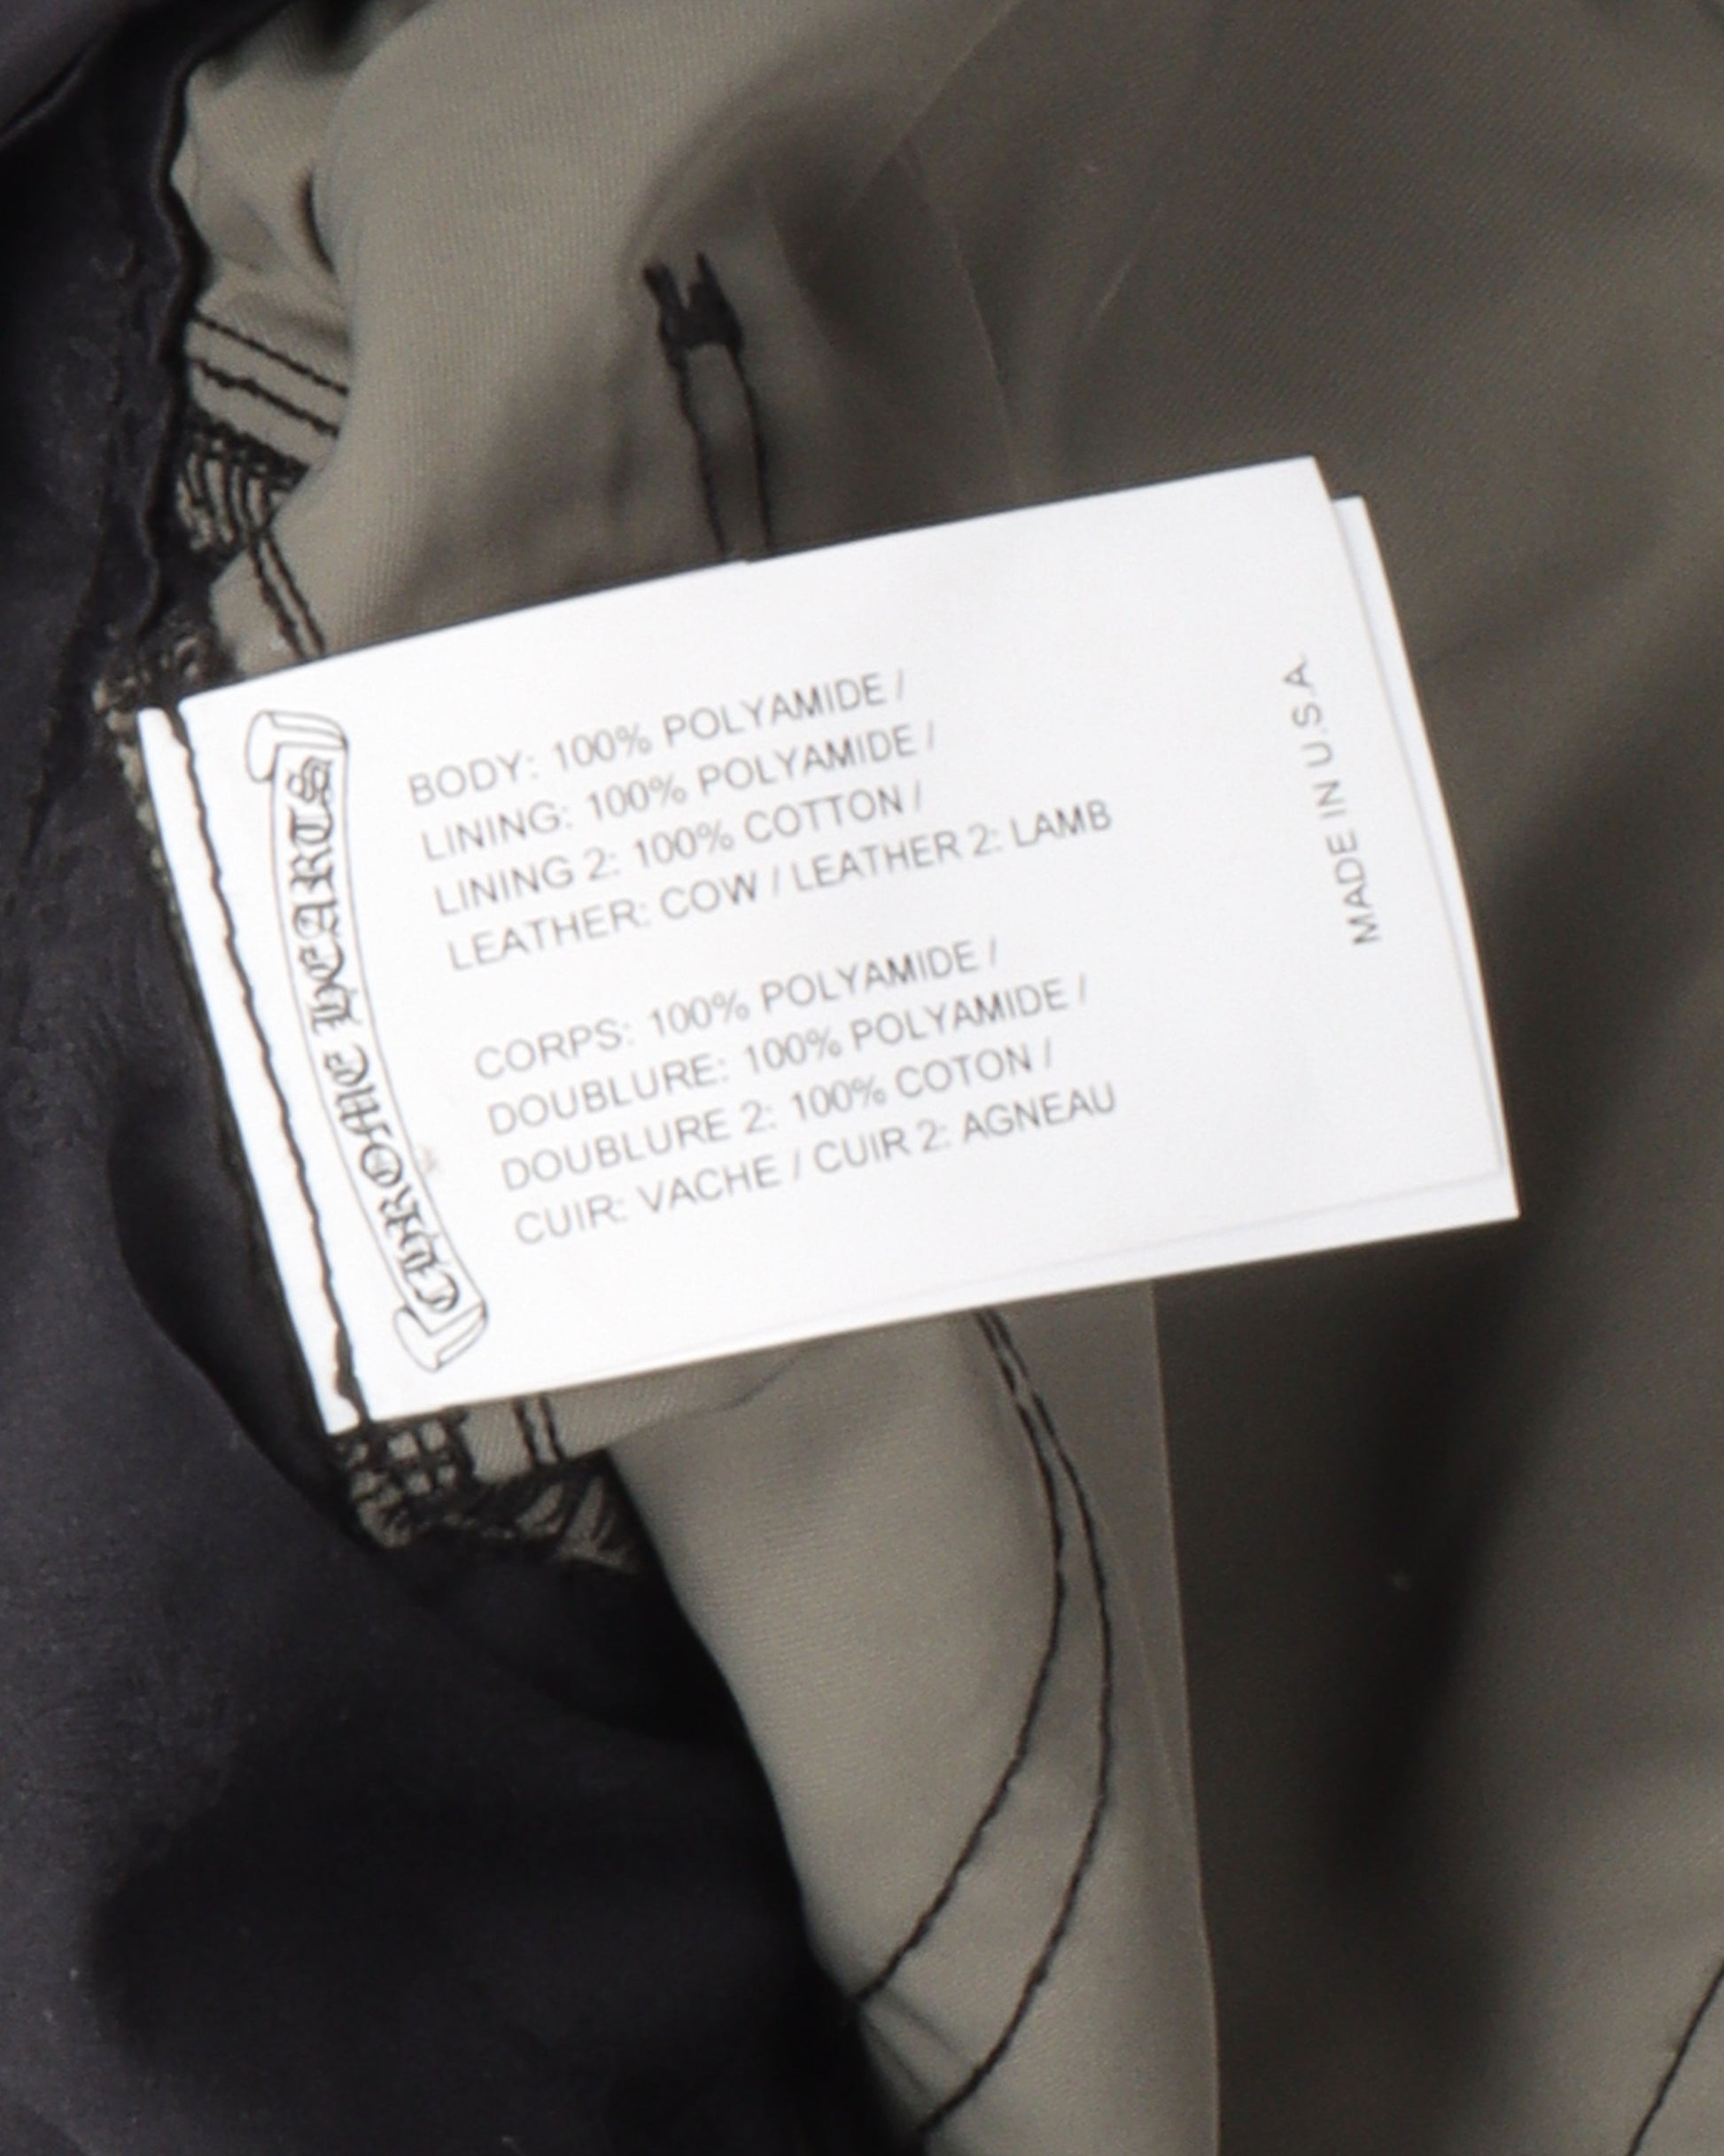 CHROME HEARTS
BODY: 100% POLYAMIDE /
LINING: 100% POLYAMIDE /
LINING 2: 100% COTTON /
LEATHER: COW / LEATHER 2: LAMB
CORPS: 100% POLYAMIDE /
DOUBLURE: 100% POLYAMIDE /
DOUBLURE 2: 100% COTON /
CUIR: VACHE / CUIR 2: AGNEAU
MADE IN U.S.A.